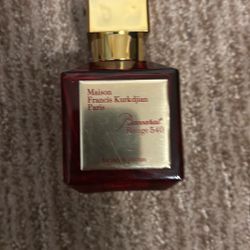 Maison
Francis Kurkdjian
Paris
Baccarat
Rouge 540